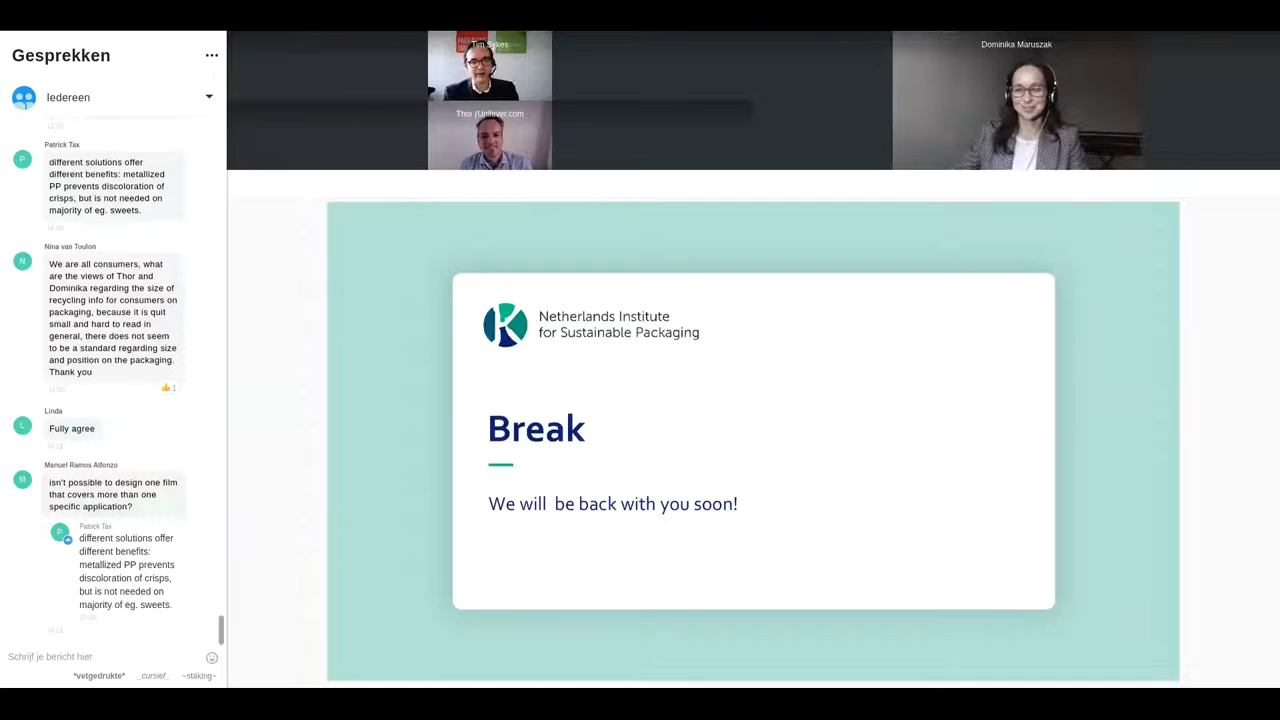 Gesprekken
Iedereen
Patrick Tax
P
different solutions offer
different benefits: metallized
PP prevents discoloration of
crisps, but is not needed on
majority of eg. sweets.
Nina van Toulon
N
We are all consumers, what
are the views of Thor and
Dominika regarding the size of
recycling info for consumers on
packaging, because it is quit
small and hard to read in
general, there does not seem
to be a standard regarding size
and position on the packaging.
Thank you
1
Linda
L
Fully agree
Manuel Ramos Alfonzo
M
isn't possible to design one film
that covers more than one
specific application?
Patrick Tax
P
different solutions offer
different benefits:
metallized PP prevents
discoloration of crisps,
but is not needed on
majority of eg. sweets.
Schrijf je bericht hier
*vetgedrukte* _cursief_ ~staking~
Tim Sykes
Dominika Maruszak
Netherlands Institute
for Sustainable Packaging
Break
We will be back with you soon!